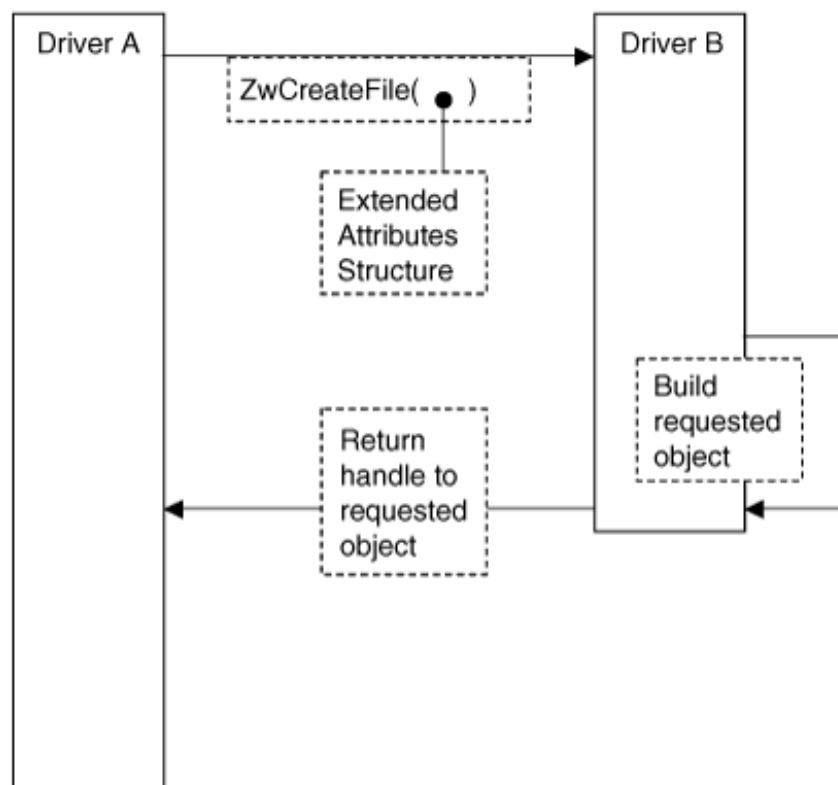 Driver A
Driver B
ZwCreateFile( )
Extended
Attributes
Structure
Build
requested
object
Return
handle to
requested
object